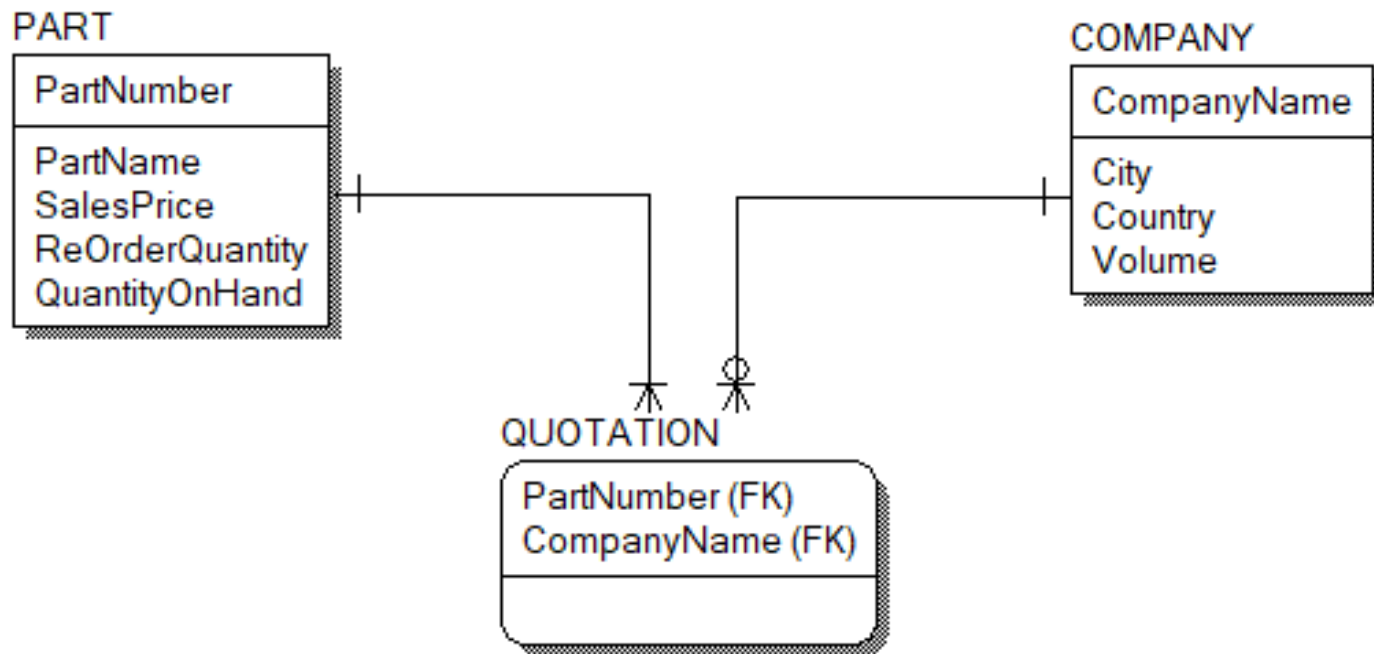 PART
PartNumber
PartName
SalesPrice
ReOrderQuantity
QuantityOnHand
COMPANY
CompanyName
City
Country
Volume
QUOTATION
PartNumber (FK)
CompanyName (FK)